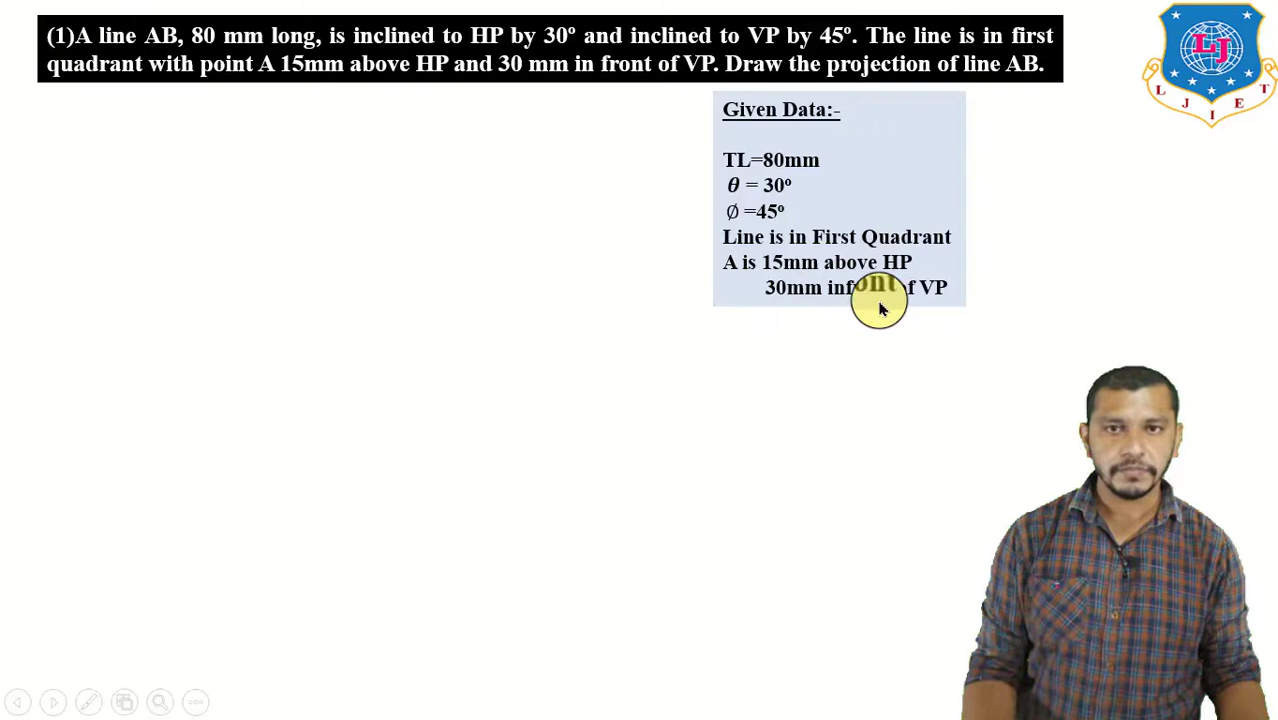 (1)A line AB, 80 mm long, is inclined to HP by 30º and inclined to VP by 45º. The line is in first
quadrant with point A 15mm above HP and 30 mm in front of VP. Draw the projection of line AB.
LJ
L J I E T
Given Data:-
TL=80mm
θ = 30º
∅ =45º
Line is in First Quadrant
A is 15mm above HP
30mm infront of VP